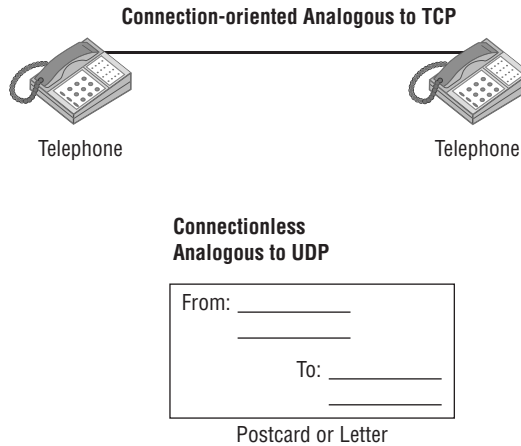 Connection-oriented Analogous to TCP
Telephone
Telephone
Connectionless
Analogous to UDP
From:
To:
Postcard or Letter